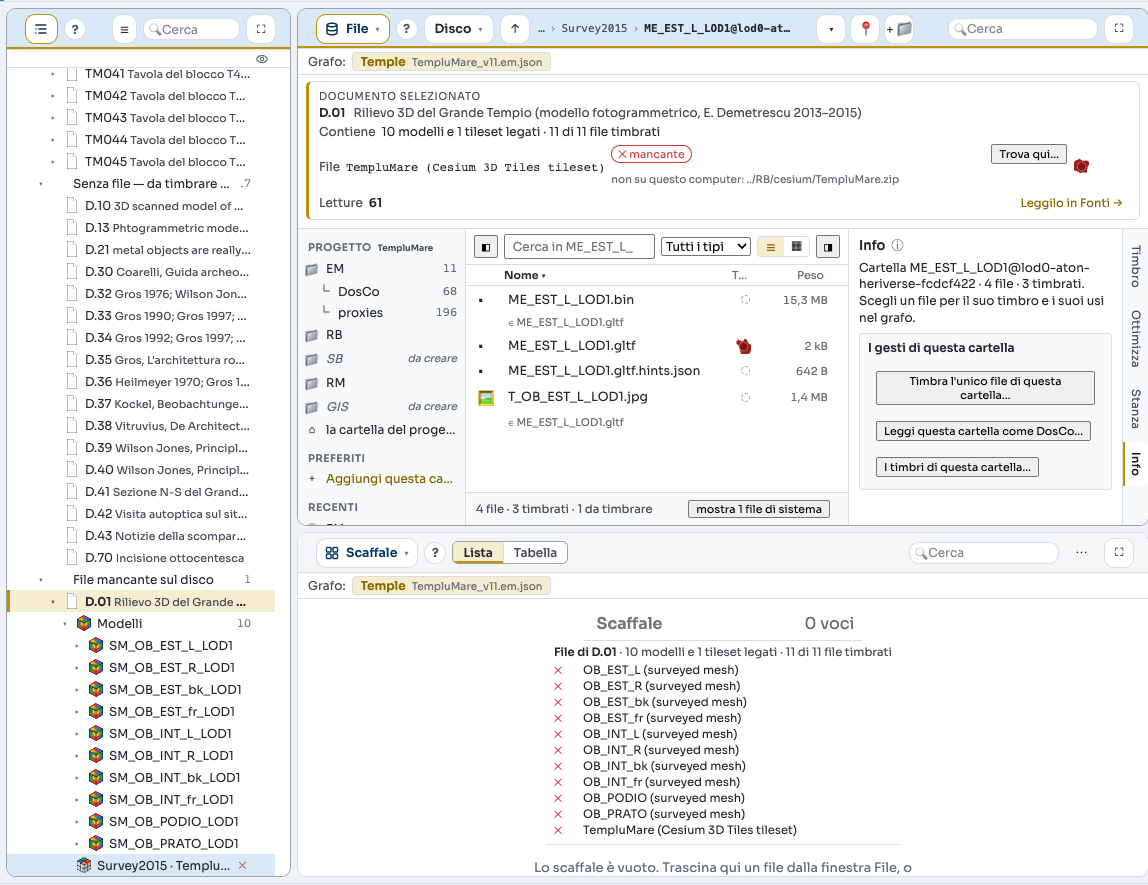 ?
Cerca
TM041 Tavola del blocco T4...
TM042 Tavola del blocco T...
TM043 Tavola del blocco T...
TM044 Tavola del blocco T...
TM045 Tavola del blocco T...
Senza file — da timbrare ... .7
D.10 3D scanned model of ...
D.13 Phtogrammetric mode...
D.21 metal objects are really...
D.30 Coarelli, Guida archeo...
D.32 Gros 1976; Wilson Jon...
D.33 Gros 1990; Gros 1997; ...
D.34 Gros 1992; Gros 1997; ...
D.35 Gros, L'architettura ro...
D.36 Heilmeyer 1970; Gros 1...
D.37 Kockel, Beobachtunge...
D.38 Vitruvius, De Architect...
D.39 Wilson Jones, Principl...
D.40 Wilson Jones, Principl...
D.41 Sezione N-S del Grand...
D.42 Visita autoptica sul sit...
D.43 Notizie della scompar...
D.70 Incisione ottocentesca
File mancante sul disco 1
D.01 Rilievo 3D del Grande ...
Modelli 10
SM_OB_EST_L_LOD1
SM_OB_EST_R_LOD1
SM_OB_EST_bk_LOD1
SM_OB_EST_fr_LOD1
SM_OB_INT_L_LOD1
SM_OB_INT_R_LOD1
SM_OB_INT_bk_LOD1
SM_OB_INT_fr_LOD1
SM_OB_PODIO_LOD1
SM_OB_PRATO_LOD1
Survey2015 · Templu... ×
File ? Disco ↑ … › Survey2015 › ME_EST_L_LOD1@lod0-at… + Cerca
Grafo: Temple TempluMare_v11.em.json
DOCUMENTO SELEZIONATO
D.01 Rilievo 3D del Grande Tempio (modello fotogrammetrico, E. Demetrescu 2013–2015)
Contiene 10 modelli e 1 tileset legati · 11 di 11 file timbrati
File TempluMare (Cesium 3D Tiles tileset) × mancante Trova qui...
non su questo computer: ../RB/cesium/TempluMare.zip
Letture 61 Leggilo in Fonti →
PROGETTO TempluMare
EM 11
DosCo 68
proxies 196
RB
SB da creare
RM
GIS da creare
la cartella del proge...
PREFERITI
+ Aggiungi questa ca...
RECENTI
Cerca in ME_EST_L_ Tutti i tipi
Nome T... Peso
ME_EST_L_LOD1.bin 15,3 MB
∈ ME_EST_L_LOD1.gltf
ME_EST_L_LOD1.gltf 2 kB
ME_EST_L_LOD1.gltf.hints.json 642 B
T_OB_EST_L_LOD1.jpg 1,4 MB
∈ ME_EST_L_LOD1.gltf
4 file · 3 timbrati · 1 da timbrare mostra 1 file di sistema
Info ⓘ
Cartella ME_EST_L_LOD1@lod0-aton-
heriverse-fcdcf422 · 4 file · 3 timbrati.
Scegli un file per il suo timbro e i suoi usi
nel grafo.
I gesti di questa cartella
Timbra l'unico file di questa
cartella...
Leggi questa cartella come DosCo...
I timbri di questa cartella...
Timbro
Ottimizza
Stanza
Info
Scaffale ? Lista Tabella Cerca ···
Grafo: Temple TempluMare_v11.em.json
Scaffale 0 voci
File di D.01 · 10 modelli e 1 tileset legati · 11 di 11 file timbrati
× OB_EST_L (surveyed mesh)
× OB_EST_R (surveyed mesh)
× OB_EST_bk (surveyed mesh)
× OB_EST_fr (surveyed mesh)
× OB_INT_L (surveyed mesh)
× OB_INT_R (surveyed mesh)
× OB_INT_bk (surveyed mesh)
× OB_INT_fr (surveyed mesh)
× OB_PODIO (surveyed mesh)
× OB_PRATO (surveyed mesh)
× TempluMare (Cesium 3D Tiles tileset)
Lo scaffale è vuoto. Trascina qui un file dalla finestra File, o